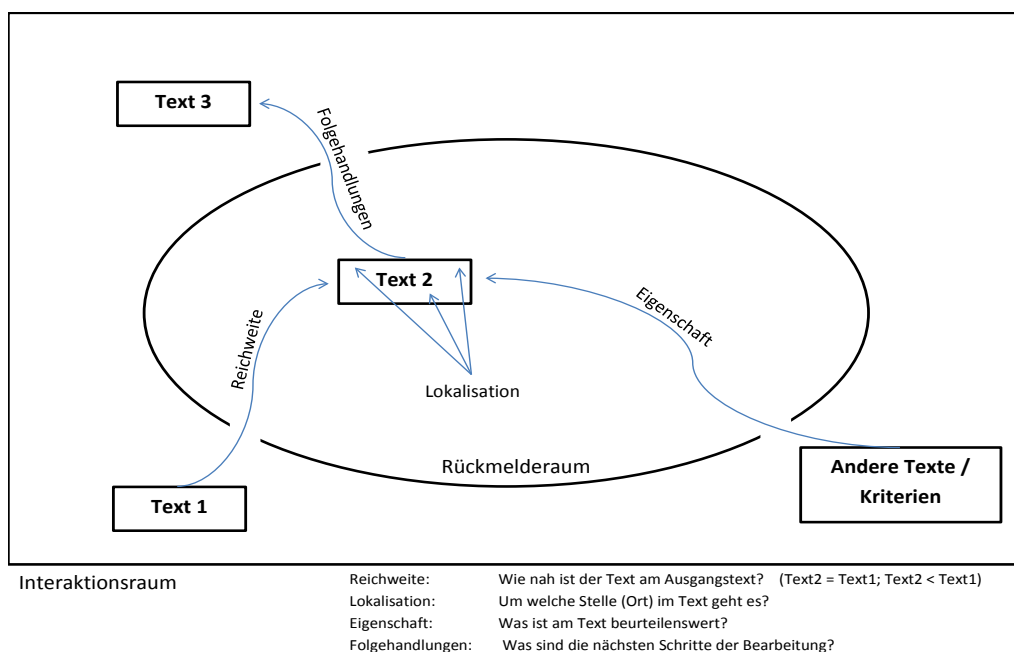 Text 3
Folgehandlungen
Text 2
Reichweite
Eigenschaft
Lokalisation
Rückmelderaum
Andere Texte /
Kriterien
Text 1
Interaktionsraum
Reichweite: Wie nah ist der Text am Ausgangstext? (Text2 = Text1; Text2 < Text1)
Lokalisation: Um welche Stelle (Ort) im Text geht es?
Eigenschaft: Was ist am Text beurteilenswert?
Folgehandlungen: Was sind die nächsten Schritte der Bearbeitung?